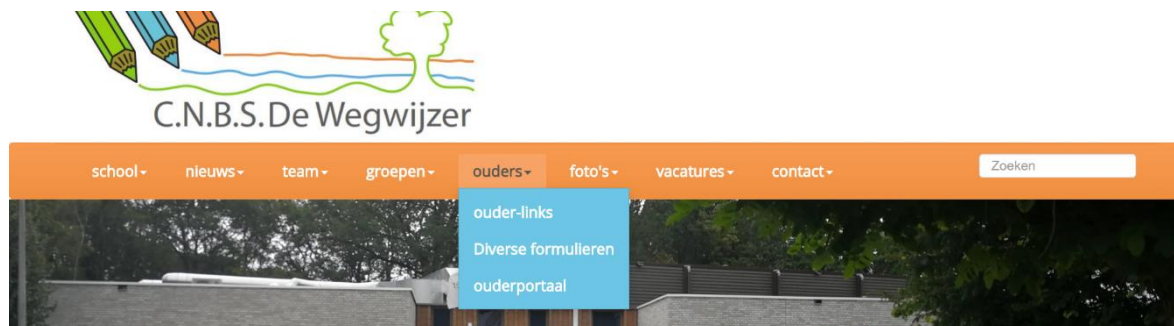 C.N.B.S. De Wegwijzer
school nieuws team groepen ouders foto's vacatures contact Zoeken
ouder-links
Diverse formulieren
ouderportaal